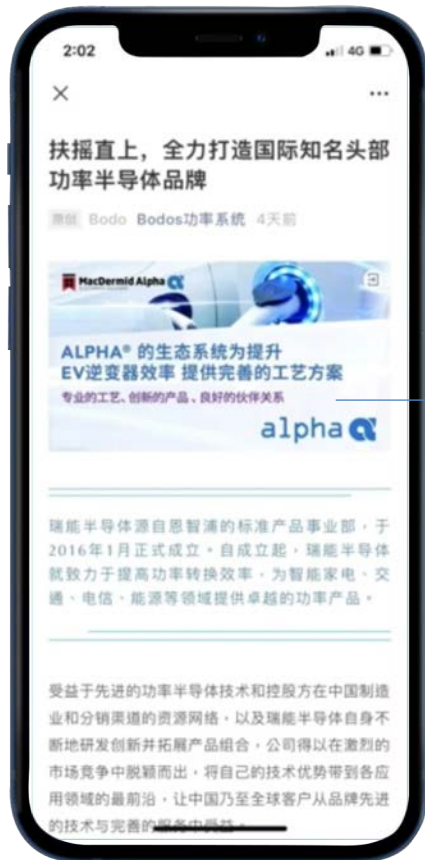 2:02
4G
扶摇直上，全力打造国际知名头部
功率半导体品牌
原创 Bodo Bodos功率系统 4天前
MacDermid Alpha
ALPHA® 的生态系统为提升
EV逆变器效率 提供完善的工艺方案
专业的工艺、创新的产品、良好的伙伴关系
alpha
瑞能半导体源自恩智浦的标准产品事业部，于
2016年1月正式成立。自成立起，瑞能半导体
就致力于提高功率转换效率，为智能家电、交
通、电信、能源等领域提供卓越的功率产品。
受益于先进的功率半导体技术和控股方在中国制造
业和分销渠道的资源网络，以及瑞能半导体自身不
断地研发创新并拓展产品组合，公司得以在激烈的
市场竞争中脱颖而出，将自己的技术优势带到各应
用领域的最前沿，让中国乃至全球客户从品牌先进
的技术与完善的服务中受益。